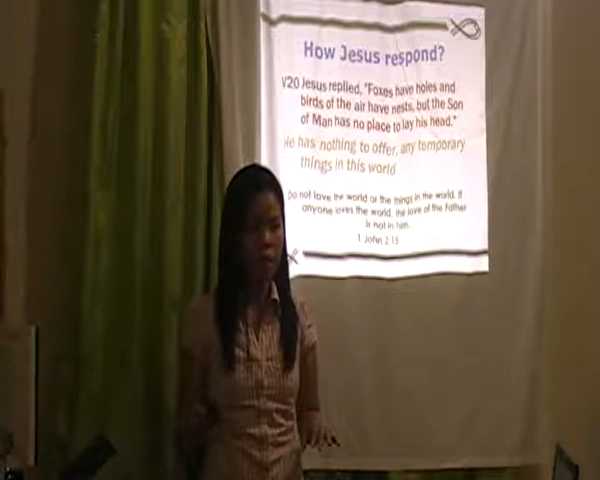 How Jesus respond?
V20 Jesus replied, "Foxes have holes and
birds of the air have nests, but the Son
of Man has no place to lay his head."
He has nothing to offer, any temporary
things in this world
Do not love the world or the things in the world. If
anyone loves the world, the love of the Father
is not in him.
1 John 2:15